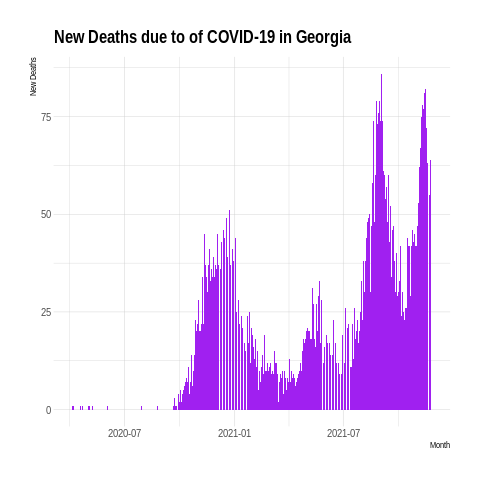 New Deaths due to of COVID-19 in Georgia
New Deaths
75
50
25
0
2020-07
2021-01
2021-07
Month